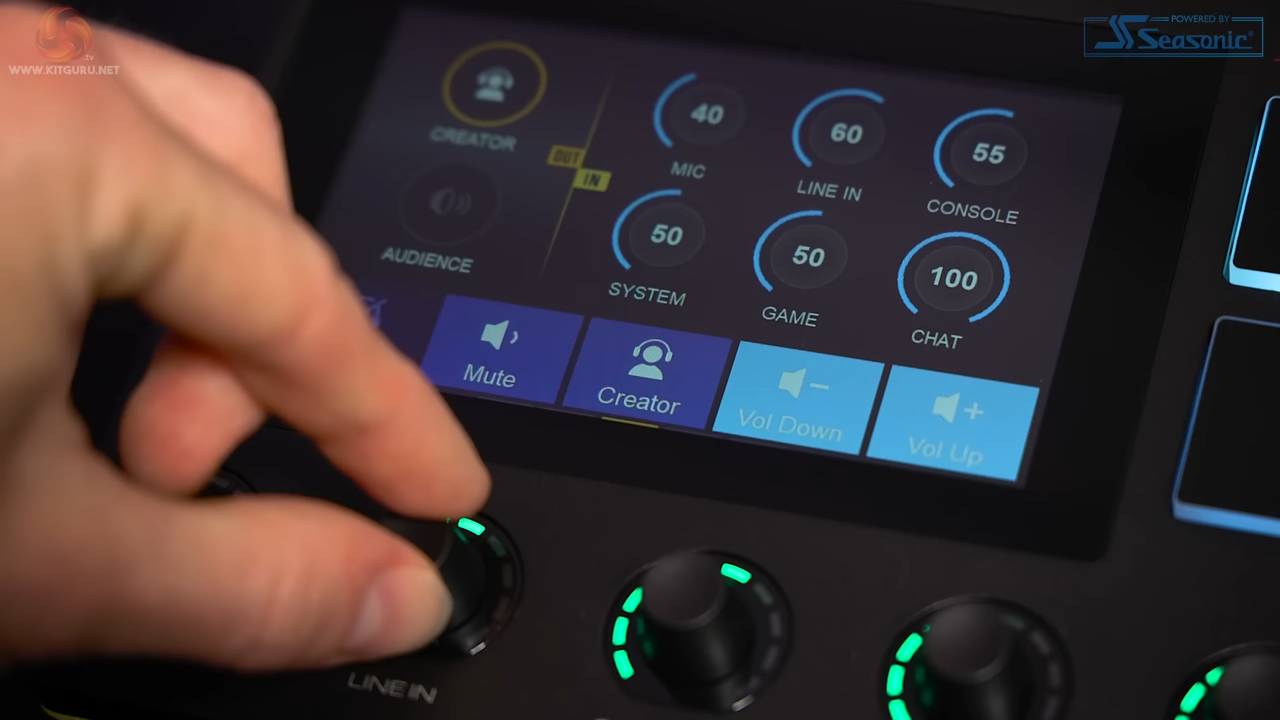 .tv
WWW.KITGURU.NET
POWERED BY
Seasonic®
CREATOR
OUT
IN
AUDIENCE
40
MIC
60
LINE IN
55
CONSOLE
50
SYSTEM
50
GAME
100
CHAT
Mute
Creator
Vol Down
Vol Up
LINE IN